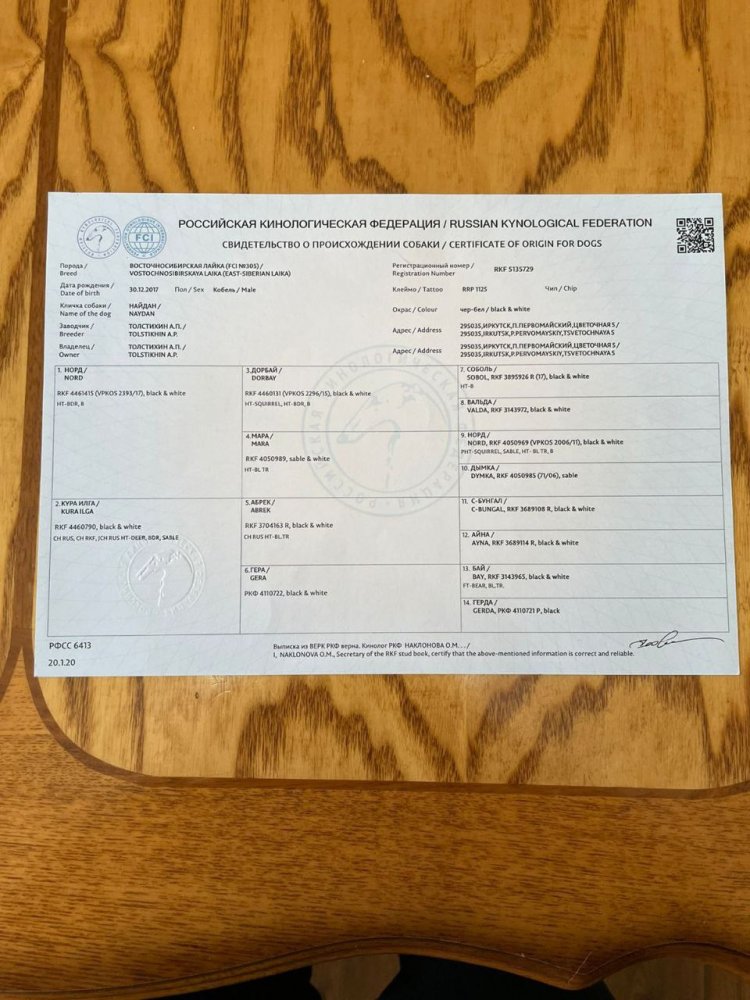 РОССИЙСКАЯ КИНОЛОГИЧЕСКАЯ ФЕДЕРАЦИЯ / RUSSIAN KYNOLOGICAL FEDERATION
FCI
СВИДЕТЕЛЬСТВО О ПРОИСХОЖДЕНИИ СОБАКИ / CERTIFICATE OF ORIGIN FOR DOGS
Порода / Breed
ВОСТОЧНОСИБИРСКАЯ ЛАЙКА (FCI №305) /
VOSTOCHNOSIBIRSKAYA LAIKA (EAST-SIBERIAN LAIKA)
Регистрационный номер / Registration Number
RKF 5135729
Дата рождения / Date of birth
30.12.2017 Пол / Sex Кобель / Male
Клеймо / Tattoo RRP 1125 Чип / Chip
Кличка собаки / Name of the dog
НАЙДАН /
NAYDAN
Окрас / Colour чер-бел / black & white
Заводчик / Breeder
ТОЛСТИХИН А.П. /
TOLSTIKHIN A.P.
Адрес / Address
295035,ИРКУТСК,П.ПЕРВОМАЙСКИЙ,ЦВЕТОЧНАЯ 5 /
295035,IRKUTSK,P.PERVOMAYSKIY,TSVETOCHNAYA 5
Владелец / Owner
ТОЛСТИХИН А.П. /
TOLSTIKHIN A.P.
Адрес / Address
295035,ИРКУТСК,П.ПЕРВОМАЙСКИЙ,ЦВЕТОЧНАЯ 5 /
295035,IRKUTSK,P.PERVOMAYSKIY,TSVETOCHNAYA 5
1. НОРД /
NORD
RKF 4461415 (VPKOS 2393/17), black & white
HT-BDR, B
2. КУРА ИЛГА /
KURA ILGA
RKF 4460790, black & white
CH RUS, CH RKF, JCH RUS HT-DEER, BDR, SABLE
3.ДОРБАЙ /
DORBAY
RKF 4460131 (VPKOS 2296/15), black & white
HT-SQUIRREL, HT-BDR, B
4.МАРА /
MARA
RKF 4050989, sable & white
HT-BL.TR
5.АБРЕК /
ABREK
RKF 3704163 R, black & white
CH RUS HT-BL.TR
6.ГЕРА /
GERA
РКФ 4110722, black & white
7. СОБОЛЬ /
SOBOL, RKF 3895926 R (17), black & white
HT-B
8. ВАЛЬДА /
VALDA, RKF 3143972, black & white
9. НОРД /
NORD, RKF 4050969 (VPKOS 2006/11), black & white
PHT-SQUIRREL, SABLE, HT- BL.TR, B
10. ДЫМКА /
DYMKA, RKF 4050985 (71/06), sable
11. С-БУНГАЛ /
C-BUNGAL, RKF 3689108 R, black & white
12. АЙНА /
AYNA, RKF 3689114 R, black & white
13. БАЙ /
BAY, RKF 3143965, black & white
FT-BEAR, BL.TR.
14. ГЕРДА /
GERDA, РКФ 4110721 Р, black
РФСС 6413
20.1.20
Выписка из ВЕРК РКФ верна. Кинолог РКФ НАКЛОНОВА О.М. . . /
I, NAKLONOVA O.M., Secretary of the RKF stud book, certify that the above-mentioned information is correct and reliable.